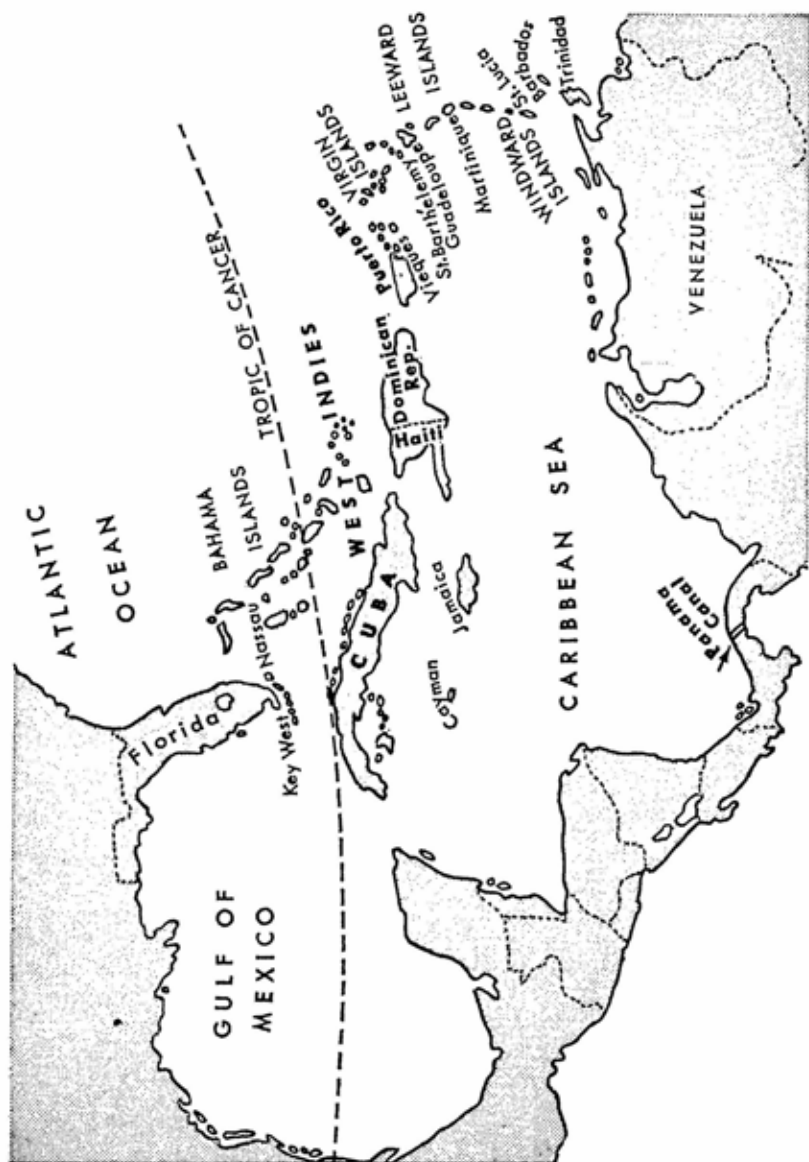 ATLANTIC
OCEAN
Florida
Key West
Nassau
BAHAMA
ISLANDS
TROPIC OF CANCER
GULF OF
MEXICO
WEST INDIES
CUBA
Cayman
Jamaica
Haiti
Dominican
Rep.
Puerto Rico
Vieques
VIRGIN
ISLANDS
St. Barthelemy
Guadeloupe
LEEWARD
ISLANDS
Martinique
WINDWARD
ISLANDS
St. Lucia
Barbados
Trinidad
CARIBBEAN SEA
Panama
Canal
VENEZUELA